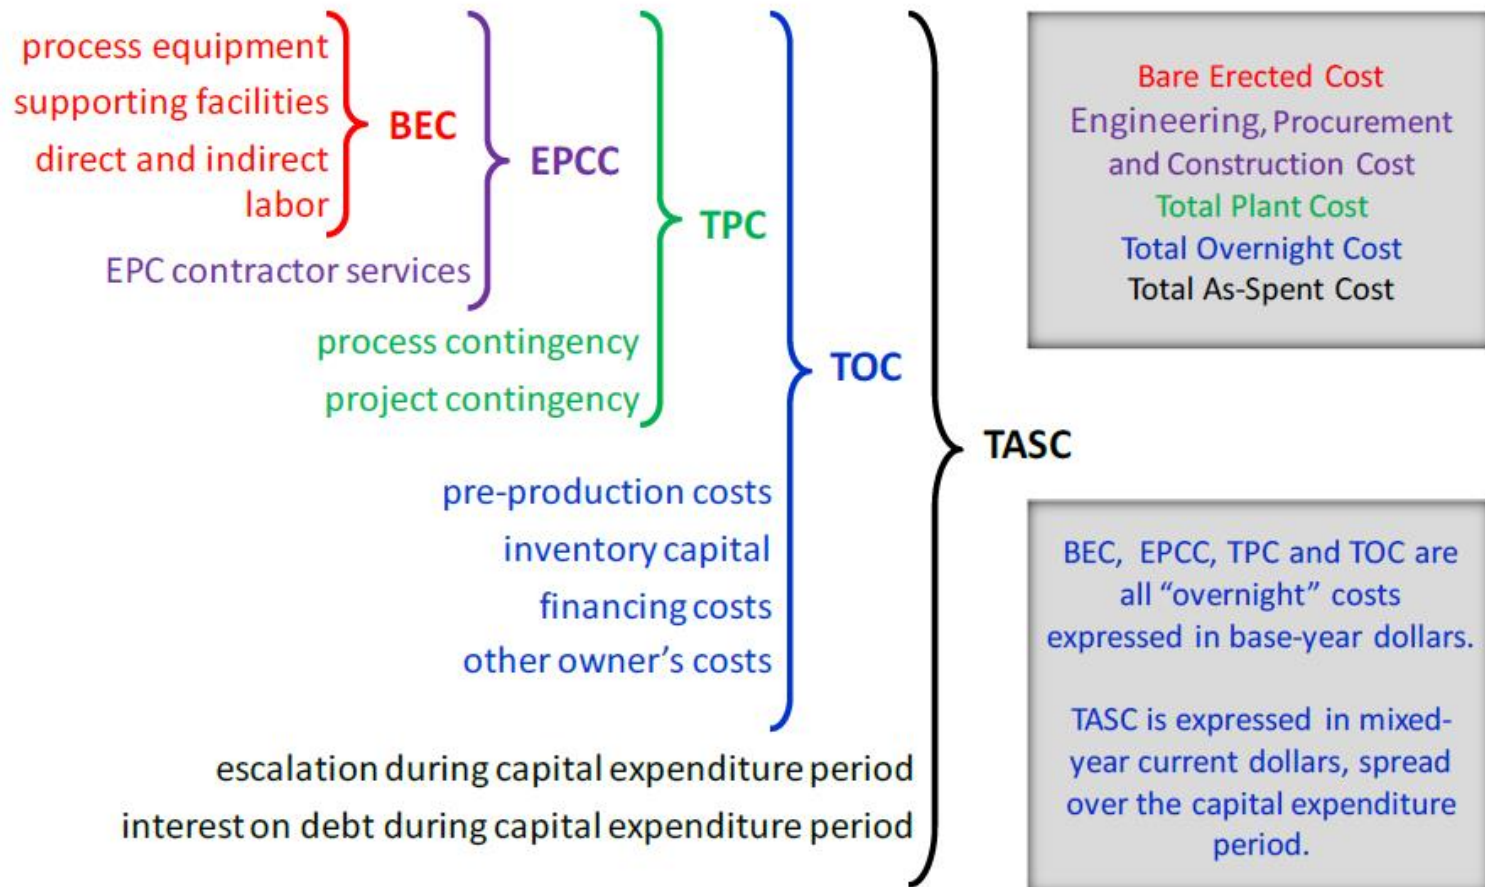 process equipment
supporting facilities
direct and indirect
labor
BEC
EPC contractor services
EPCC
process contingency
project contingency
TPC
pre-production costs
inventory capital
financing costs
other owner's costs
TOC
escalation during capital expenditure period
interest on debt during capital expenditure period
TASC
Bare Erected Cost
Engineering, Procurement
and Construction Cost
Total Plant Cost
Total Overnight Cost
Total As-Spent Cost
BEC, EPCC, TPC and TOC are
all “overnight” costs
expressed in base-year dollars.
TASC is expressed in mixed-
year current dollars, spread
over the capital expenditure
period.